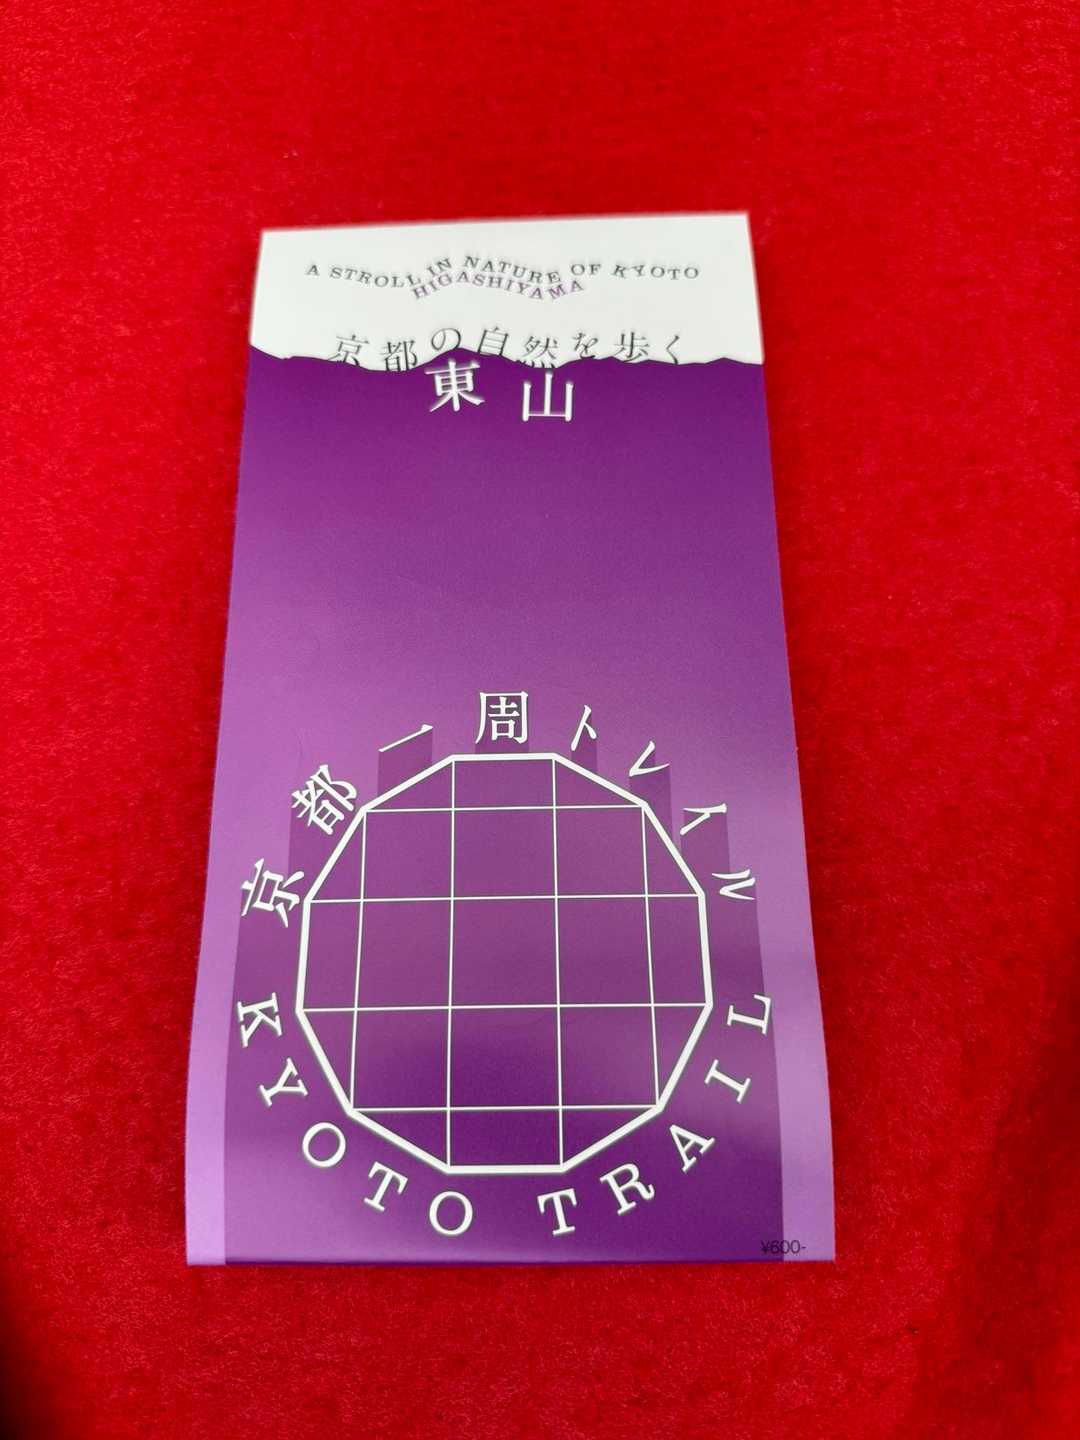 A STROLL IN NATURE OF KYOTO
HIGASHIYAMA
京都の自然を歩く
東山
京都一周トレイル
KYOTO TRAIL
¥600-